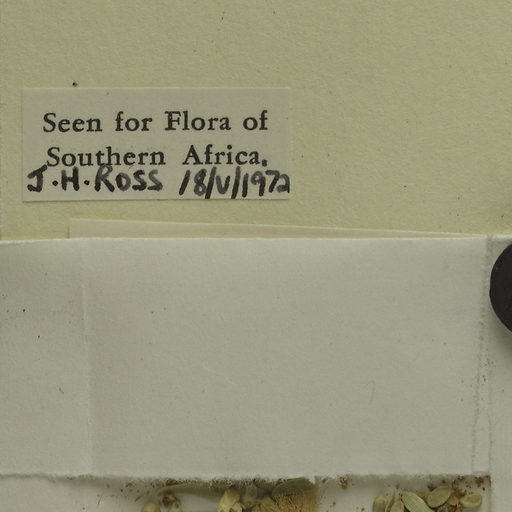 Seen for Flora of
Southern Africa.
J.H. ROSS 18/V/1972